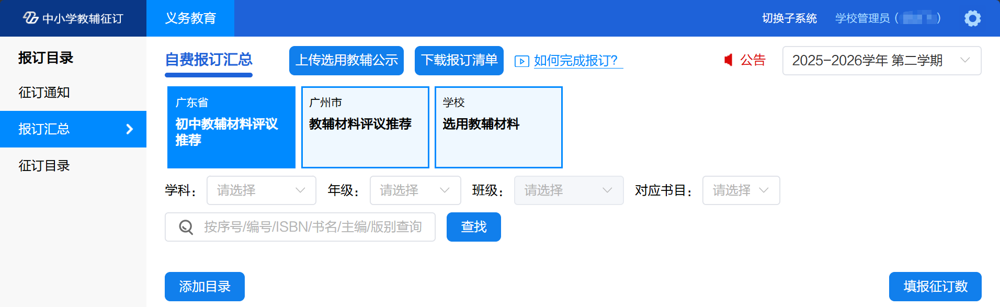 中小学教辅征订
义务教育
切换子系统
学校管理员（ ）
报订目录
征订通知
报订汇总
征订目录
自费报订汇总
上传选用教辅公示
下载报订清单
如何完成报订？
公告
2025-2026学年 第二学期
广东省
初中教辅材料评议
推荐
广州市
教辅材料评议推荐
学校
选用教辅材料
学科： 请选择
年级： 请选择
班级： 请选择
对应书目： 请选择
按序号/编号/ISBN/书名/主编/版别查询
查找
添加目录
填报征订数